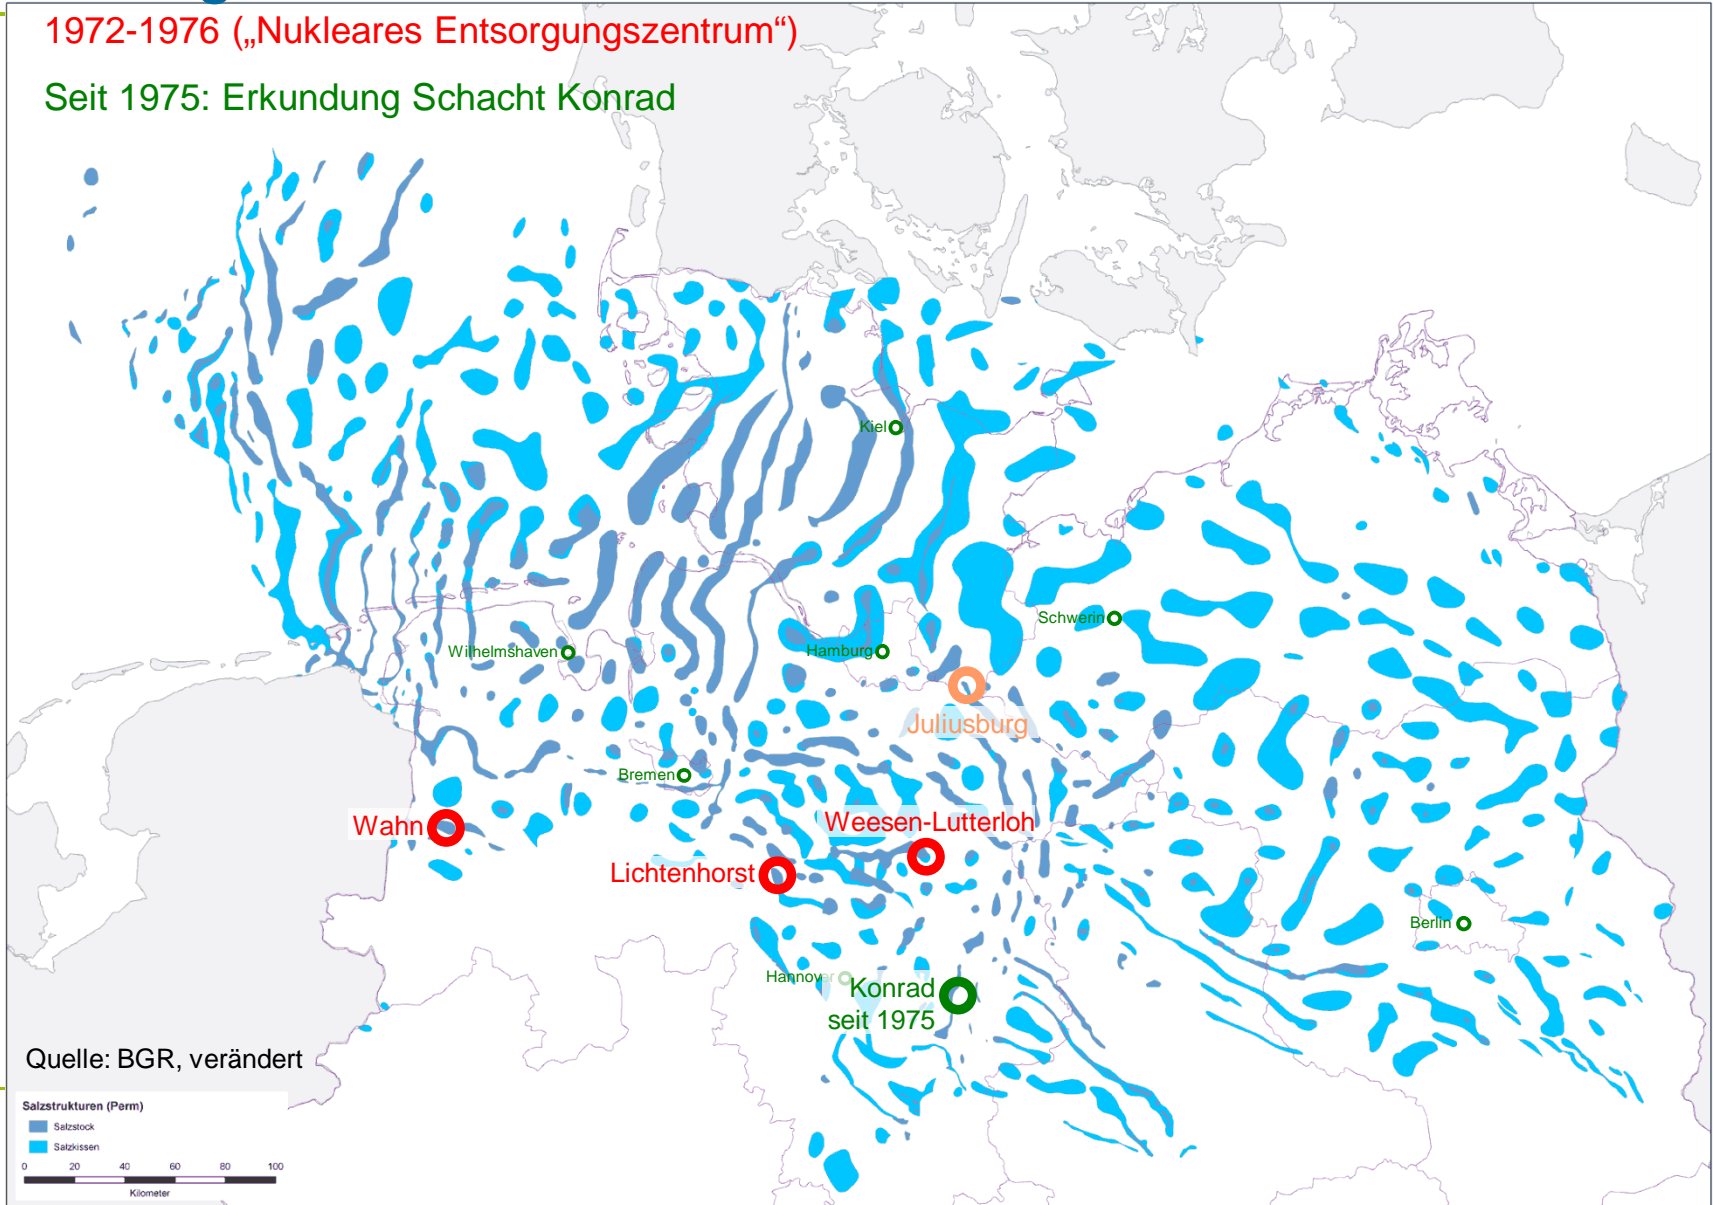 1972-1976 („Nukleares Entsorgungszentrum“)
Seit 1975: Erkundung Schacht Konrad
Kiel
Schwerin
Wilhelmshaven
Hamburg
Juliusburg
Bremen
Wahn
Weesen-Lutterloh
Lichtenhorst
Berlin
Hannover
Konrad
seit 1975
Quelle: BGR, verändert
Salzstrukturen (Perm)
Salzstock
Salzkissen
0 20 40 60 80 100
Kilometer